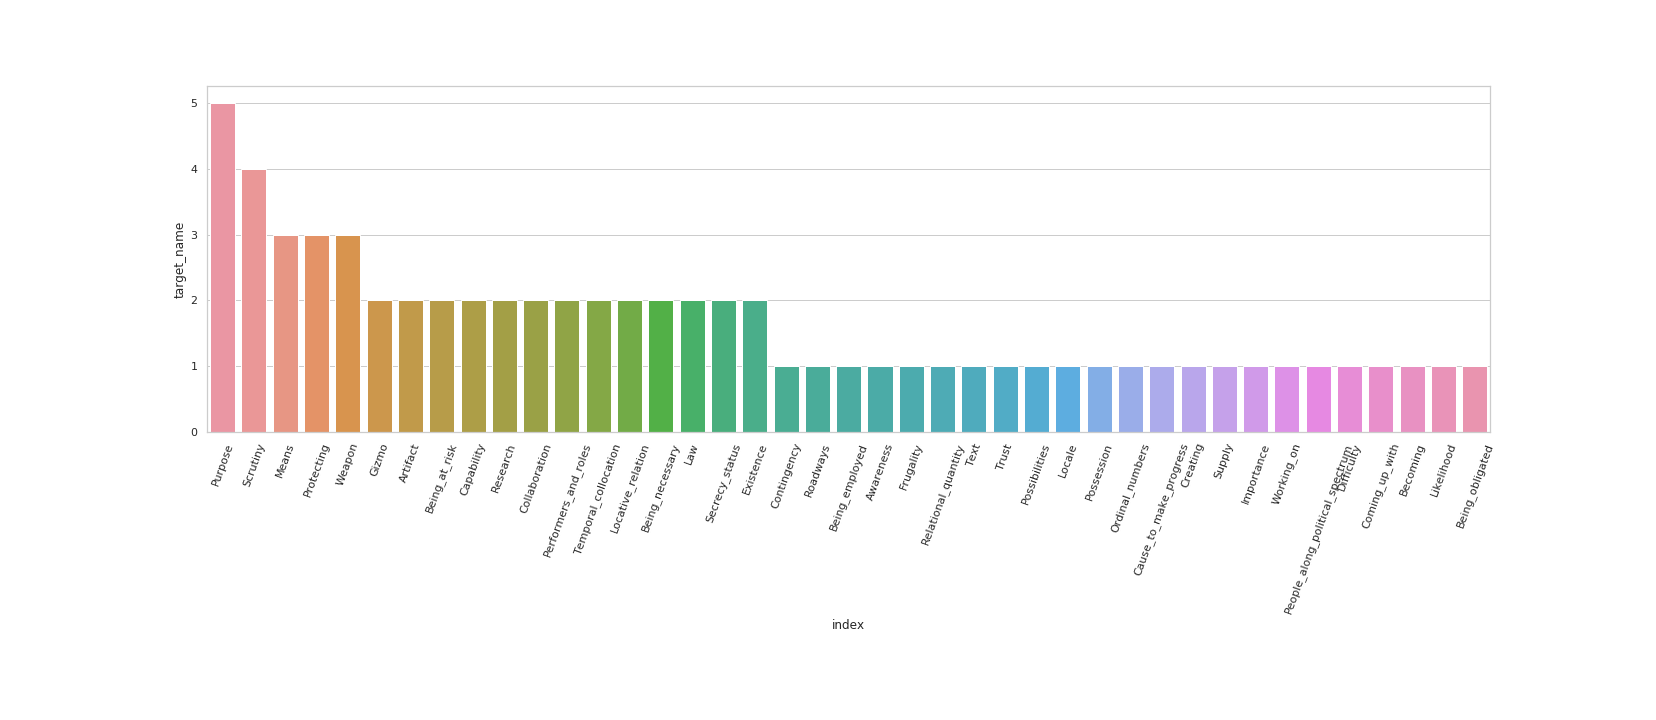 5
4
3
2
1
0
target_name
Purpose
Scrutiny
Means
Protecting
Weapon
Gizmo
Artifact
Being_at_risk
Capability
Research
Collaboration
Performers_and_roles
Temporal_collocation
Locative_relation
Being_necessary
Law
Secrecy_status
Existence
Contingency
Roadways
Being_employed
Awareness
Frugality
Relational_quantity
Text
Trust
Possibilities
Locale
Possession
Ordinal_numbers
Cause_to_make_progress
Creating
Supply
Importance
Working_on
People_along_political_spectrum
Difficulty
Coming_up_with
Becoming
Likelihood
Being_obligated
index